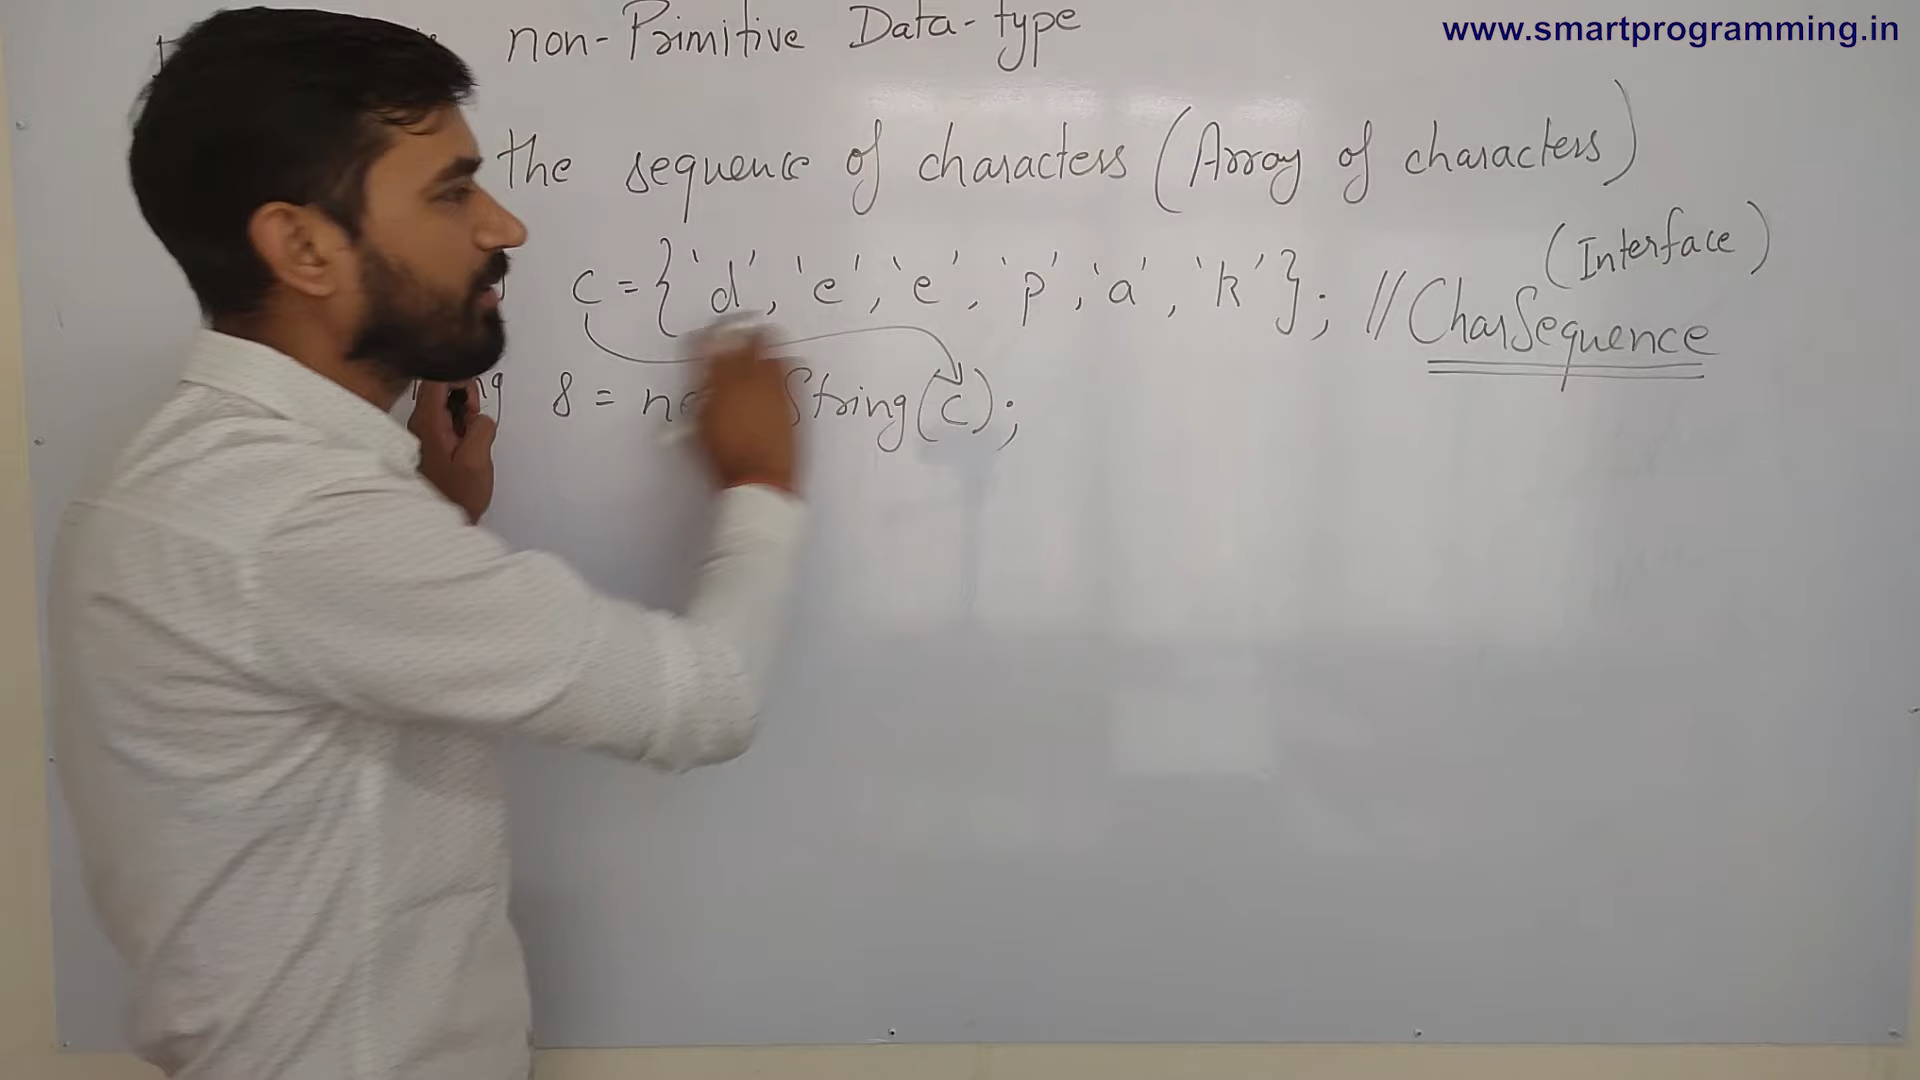 www.smartprogramming.in
non-Primitive Data-type
the sequence of characters (Array of characters)
(Interface)
c = {'d', 'e', 'e', 'p', 'a', 'k'}; // CharSequence
s = new String(c);